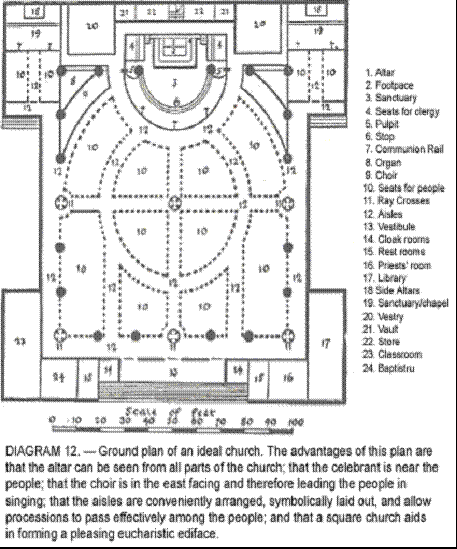 1. Altar
2. Footpace
3. Sanctuary
4. Seats for clergy
5. Pulpit
6. Stop
7. Communion Rail
8. Organ
9. Choir
10. Seats for people
11. Ray Crosses
12. Aisles
13. Vestibule
14. Cloak rooms
15. Rest rooms
16. Priests' room
17. Library
18 Side Altars
19. Sanctuary/chapel
20. Vestry
21. Vault
22. Store
23. Classroom
24. Baptistru
18
19
20
21
22
22
21
20
18
19
10
10
12
12
10
10
12
10
10
10
10
10
10
10
10
23
24
15
13
15
16
17
Scale of feet
0 10 20 30 40 50 60 70 80 90 100
DIAGRAM 12. — Ground plan of an ideal church. The advantages of this plan are
that the altar can be seen from all parts of the church; that the celebrant is near the
people; that the choir is in the east facing and therefore leading the people in
singing; that the aisles are conveniently arranged, symbolically laid out, and allow
processions to pass effectively among the people; and that a square church aids
in forming a pleasing eucharistic ediface.